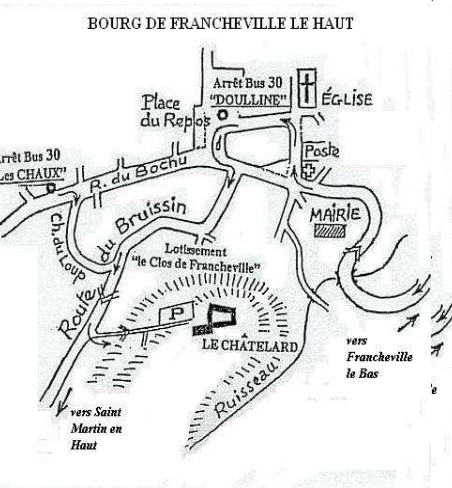 BOURG DE FRANCHEVILLE LE HAUT
Arrêt Bus 30
"DOULLINE"
ÉGLISE
Place
du Repos
Poste
rrêt Bus 30
Les CHAUX"
R. du Bochu
MAIRIE
Ch. du Loup
Route du Bruissin
Lotissement
"le Clos de Francheville"
P
LE CHÂTELARD
Ruisseau
vers
Francheville
le Bas
vers Saint
Martin en
Haut
le